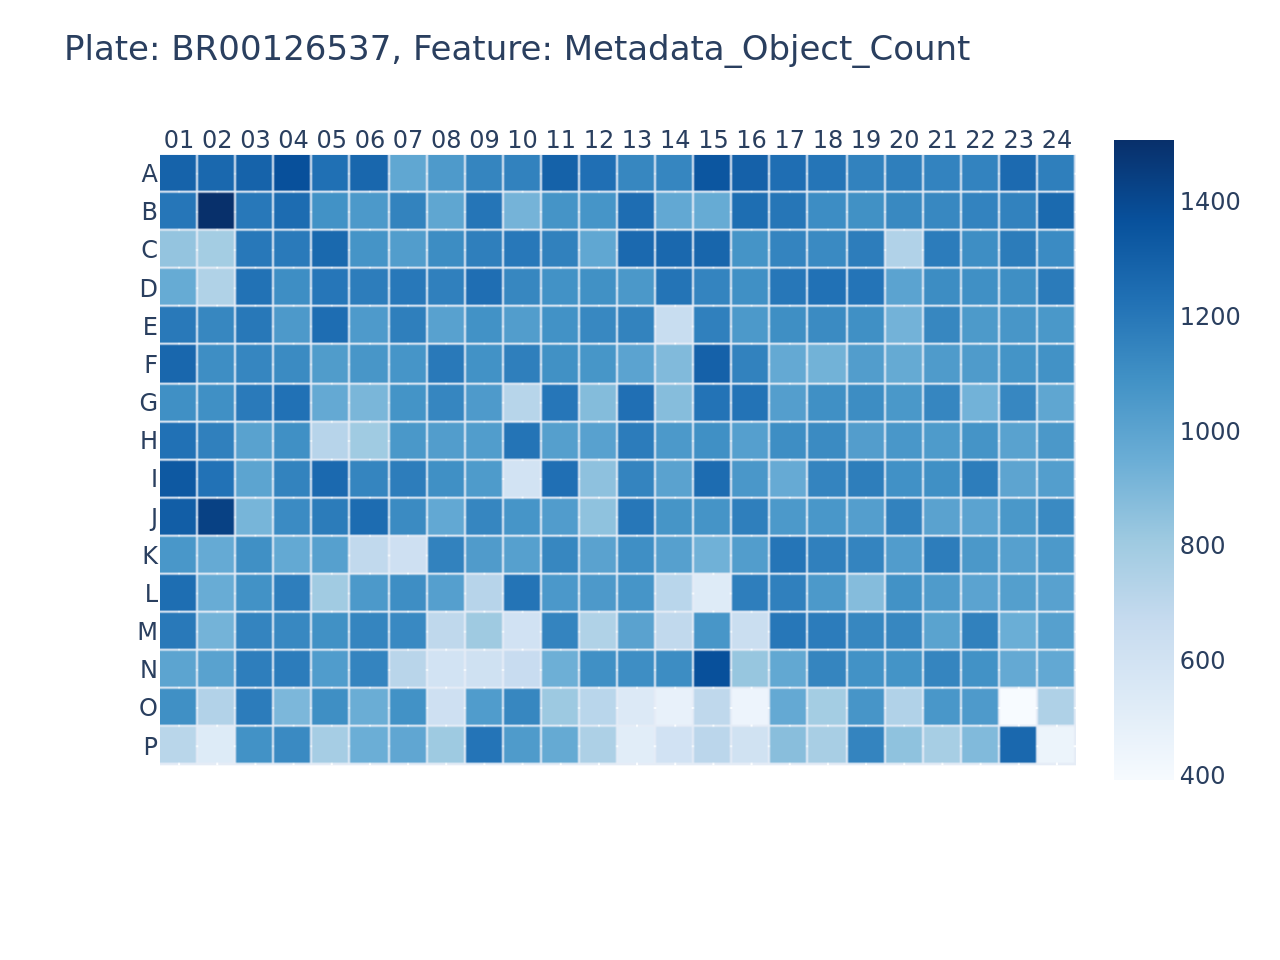 Plate: BR00126537, Feature: Metadata_Object_Count
01 02 03 04 05 06 07 08 09 10 11 12 13 14 15 16 17 18 19 20 21 22 23 24
A
B
C
D
E
F
G
H
I
J
K
L
M
N
O
P
1400
1200
1000
800
600
400